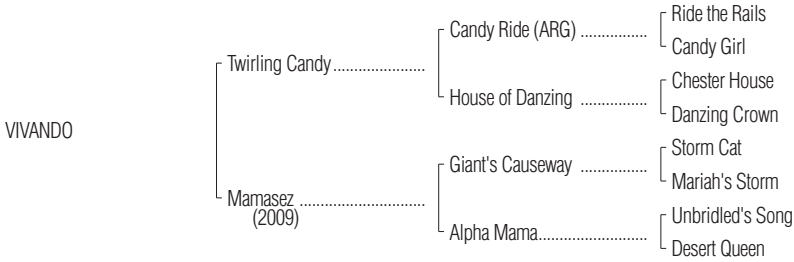 Ride the Rails
Candy Ride (ARG) ................
Candy Girl
Twirling Candy......................
Chester House
House of Danzing ................
Danzing Crown
VIVANDO
Storm Cat
Giant's Causeway ................
Mariah's Storm
Mamasez ..............................
(2009)
Unbridled's Song
Alpha Mama..........................
Desert Queen